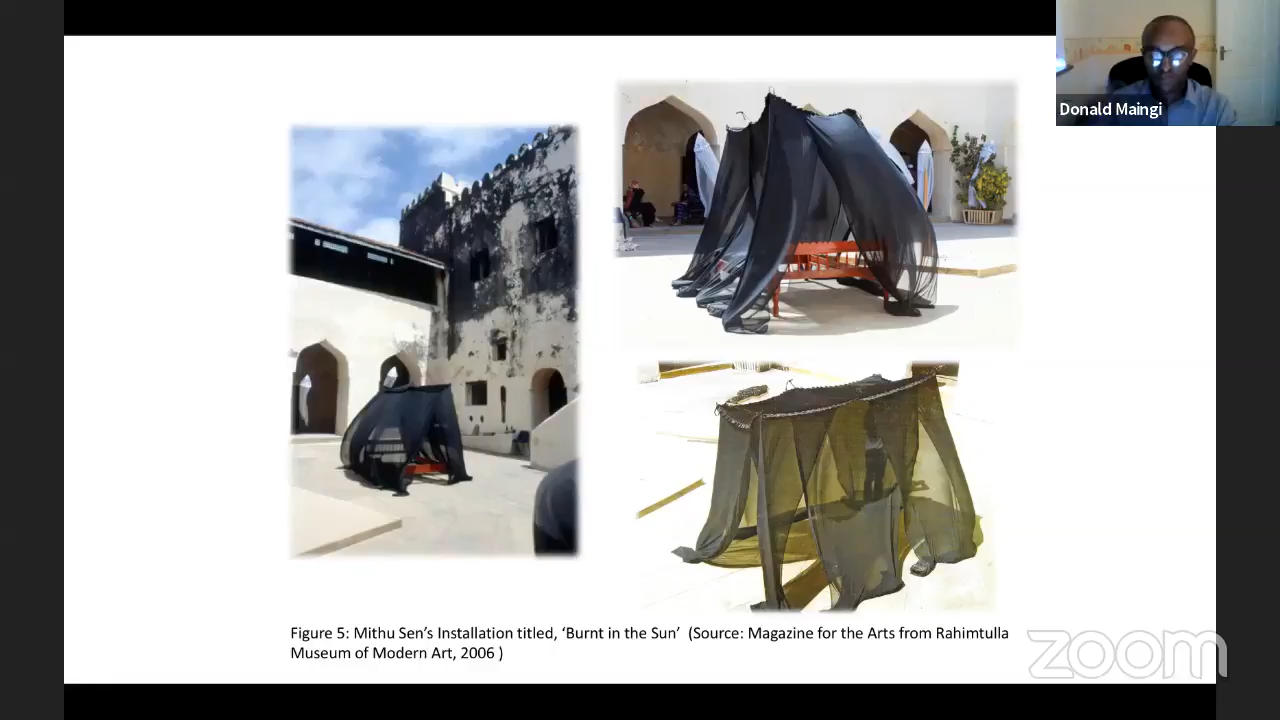 Donald Maingi
Figure 5: Mithu Sen's Installation titled, 'Burnt in the Sun'  (Source: Magazine for the Arts from Rahimtulla
Museum of Modern Art, 2006 )
zoom